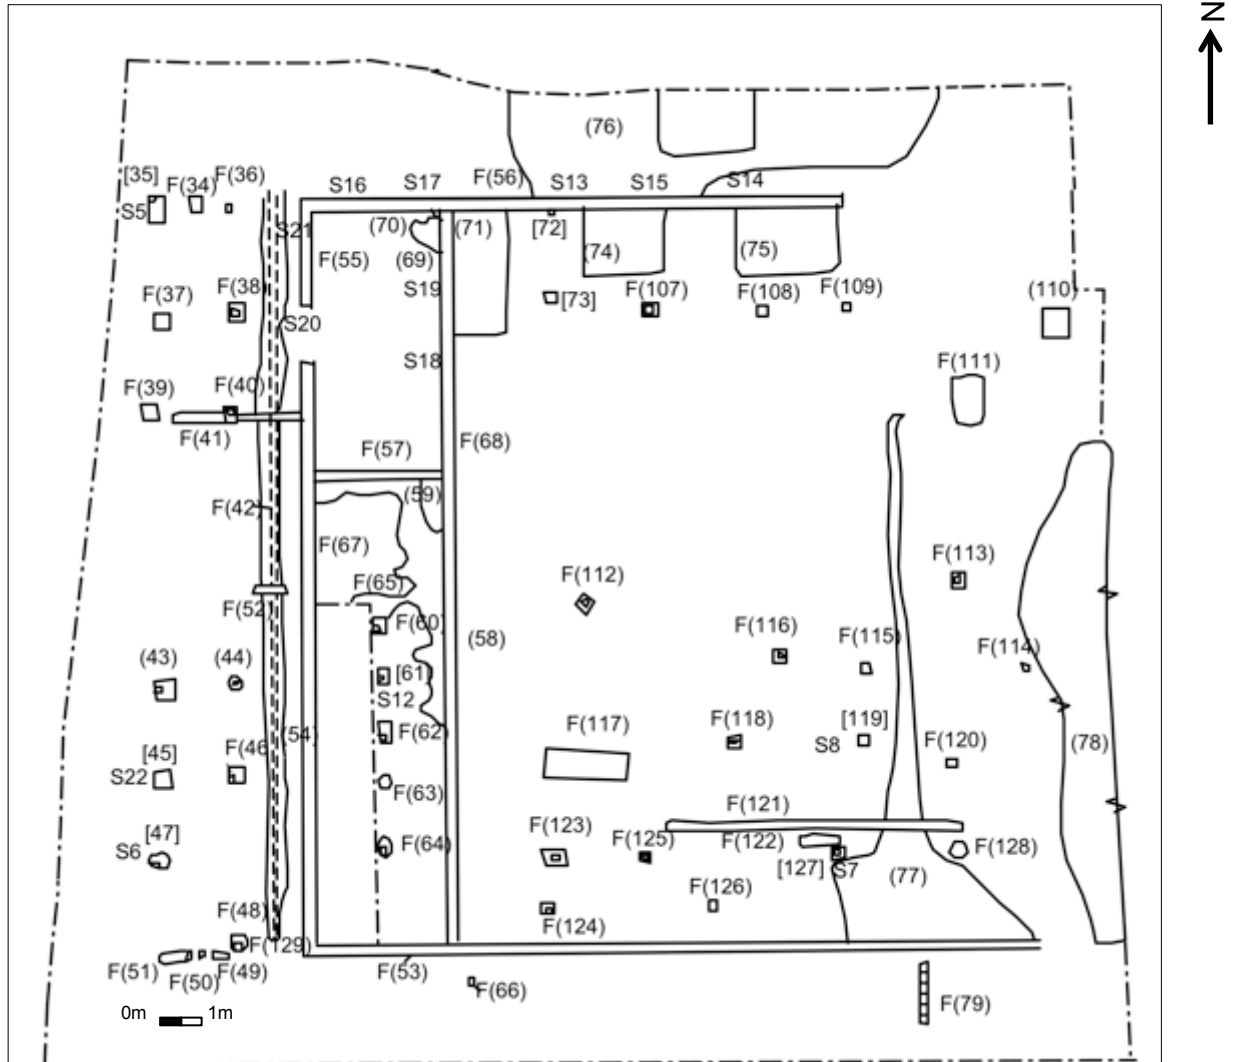 N
(76)
[35]
F(34)
F(36)
S16
S17
F(56)
S13
S15
S14
S5
S21
(70)
(71)
[72]
(74)
(75)
F(55)
(69)
S19
F(37)
F(38)
[73]
F(107)
F(108)
F(109)
(110)
S20
S18
F(111)
F(39)
F(40)
F(41)
F(57)
F(68)
(59)
F(42)
F(67)
F(65)
F(112)
F(113)
F(52)
F(60)
(58)
F(116)
F(115)
F(114)
(43)
(44)
[61]
S12
F(117)
F(118)
[119]
S8
F(120)
(54)
F(62)
(78)
[45]
S22
F(46
F(63)
F(121)
[47]
S6
F(64)
F(123)
F(125)
F(122)
[127]
S7
F(128)
(77)
F(126)
F(48)
F(129)
F(124)
F(51)
F(50)
F(49)
F(53)
F(66)
F(79)
0m
1m